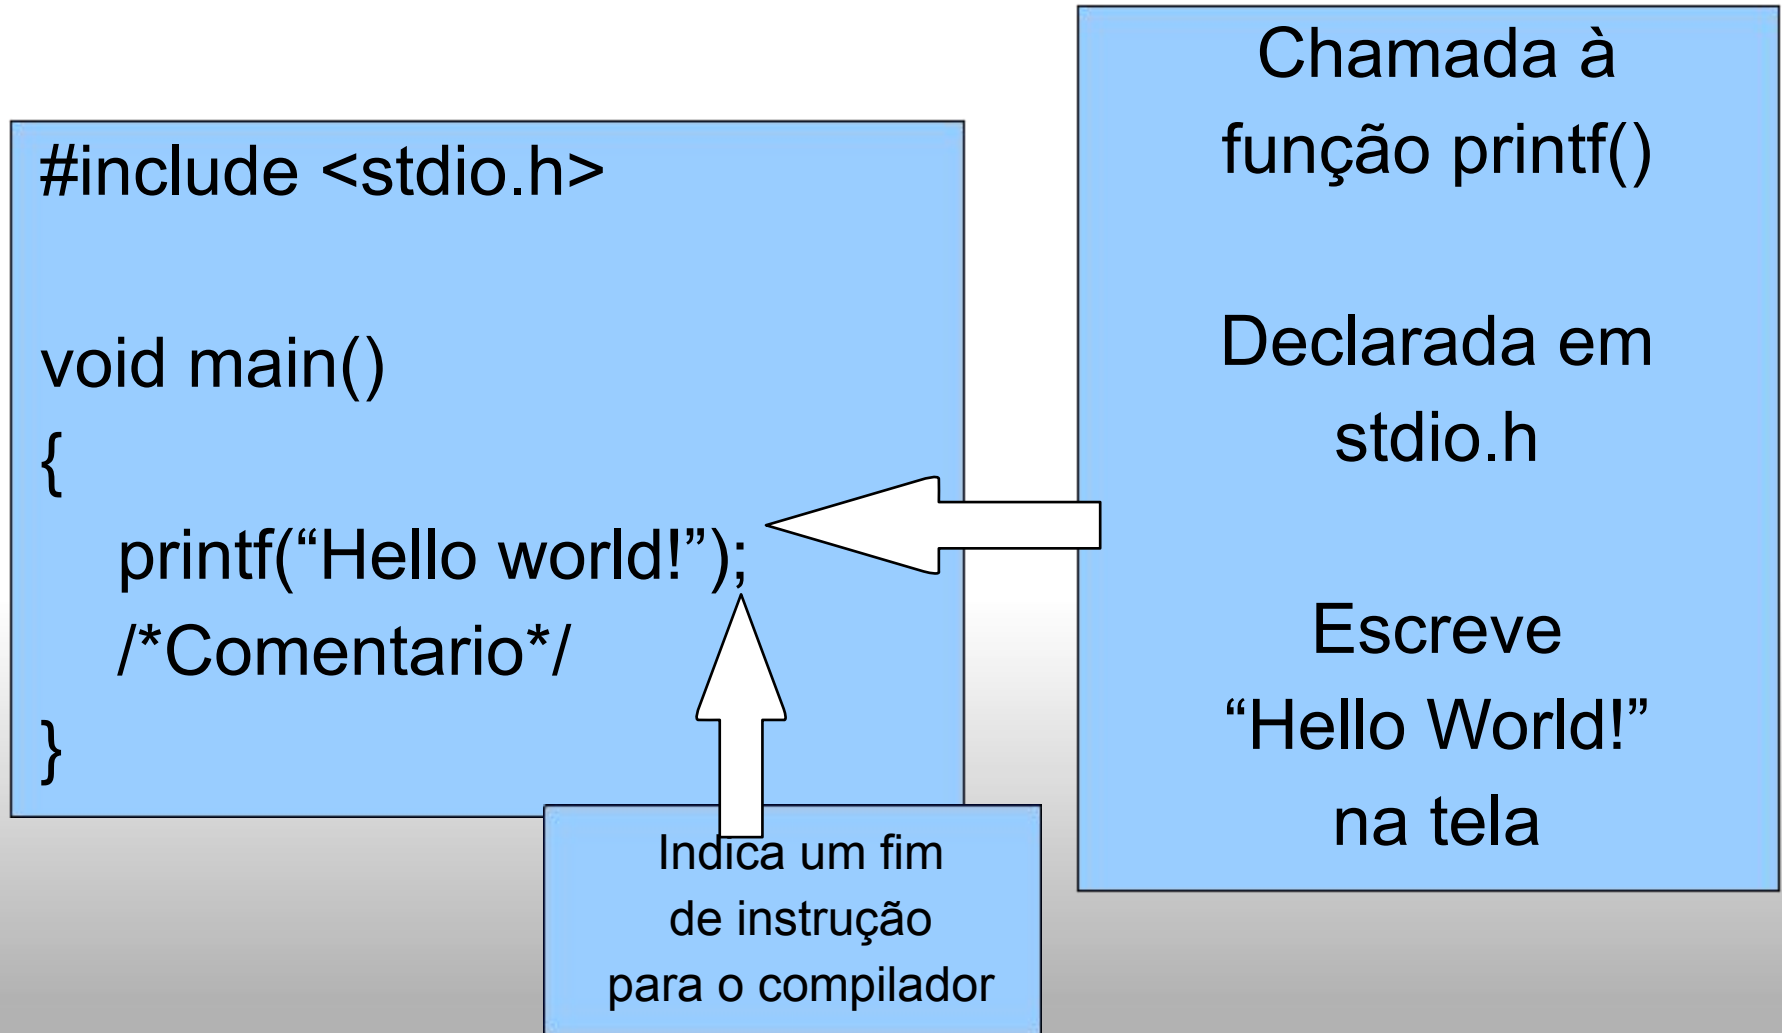 #include <stdio.h>
void main()
{
printf(“Hello world!”);
/*Comentario*/
}
Chamada à
função printf()
Declarada em
stdio.h
Escreve
“Hello World!”
na tela
Indica um fim
de instrução
para o compilador